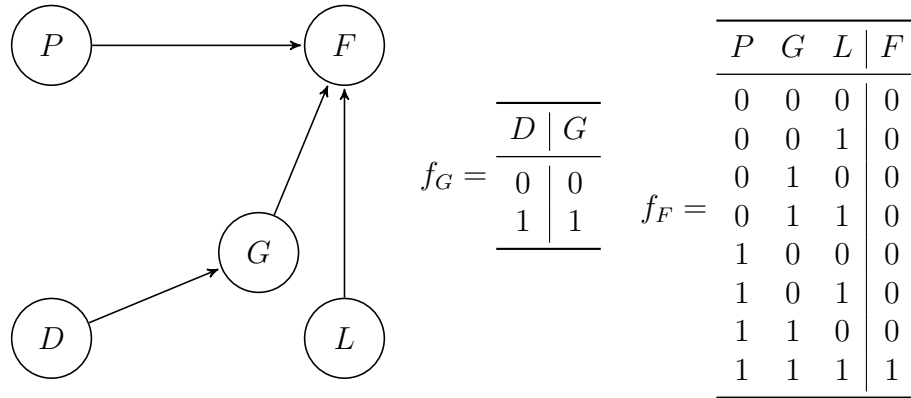 P
F
G
D
L
f_G =
D G
0 0
1 1
f_F =
P G L F
0 0 0 0
0 0 1 0
0 1 0 0
0 1 1 0
1 0 0 0
1 0 1 0
1 1 0 0
1 1 1 1